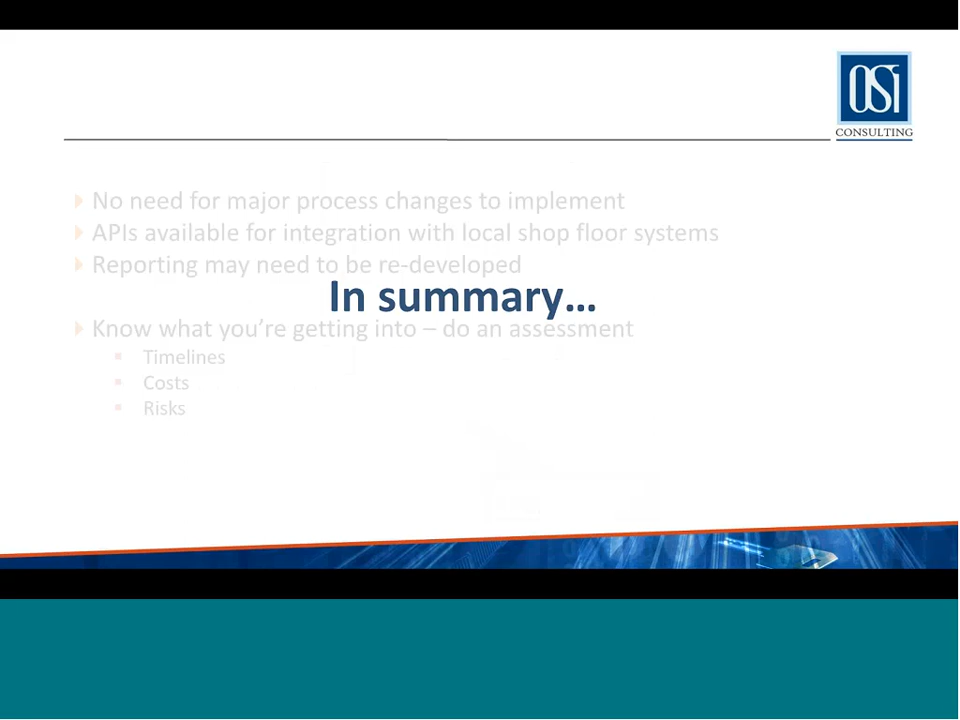 OSi
CONSULTING
No need for major process changes to implement
APIs available for integration with local shop floor systems
Reporting may need to be re-developed
In summary…
Know what you're getting into – do an assessment
Timelines
Costs
Risks